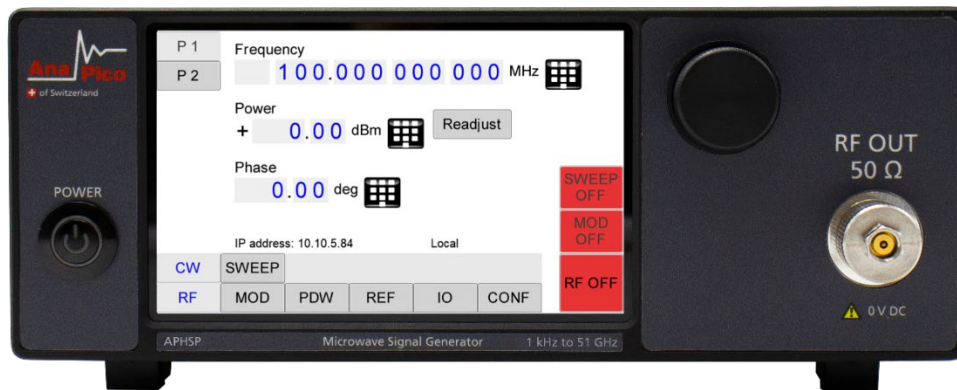 AnaPico
of Switzerland
POWER
P 1
P 2
Frequency
100.000 000 000 MHz
Power
+ 0.00 dBm
Readjust
Phase
0.00 deg
IP address: 10.10.5.84 Local
SWEEP
OFF
MOD
OFF
RF OFF
CW SWEEP
RF MOD PDW REF IO CONF
APHSP Microwave Signal Generator 1 kHz to 51 GHz
RF OUT
50 Ω
0 V DC